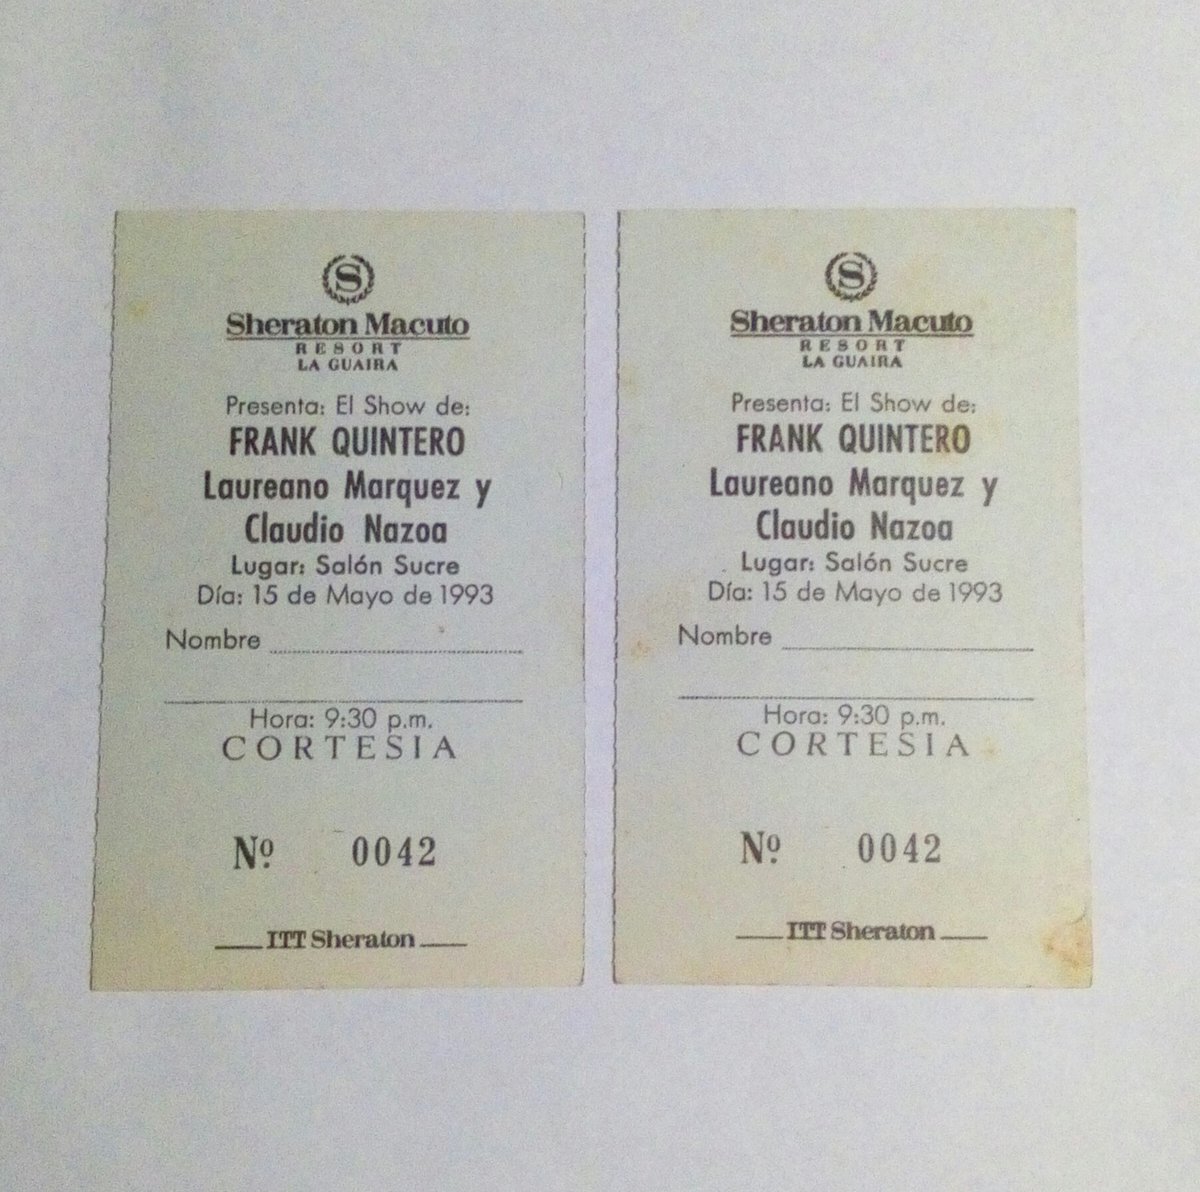 S
Sheraton Macuto
RESORT
LA GUAIRA
Presenta: El Show de:
FRANK QUINTERO
Laureano Marquez y
Claudio Nazoa
Lugar: Salón Sucre
Día: 15 de Mayo de 1993
Nombre
Hora: 9:30 p.m.
CORTESIA
Nº. 0042
ITT Sheraton
S
Sheraton Macuto
RESORT
LA GUAIRA
Presenta: El Show de:
FRANK QUINTERO
Laureano Marquez y
Claudio Nazoa
Lugar: Salón Sucre
Día: 15 de Mayo de 1993
Nombre
Hora: 9:30 p.m.
CORTESIA
Nº. 0042
ITT Sheraton